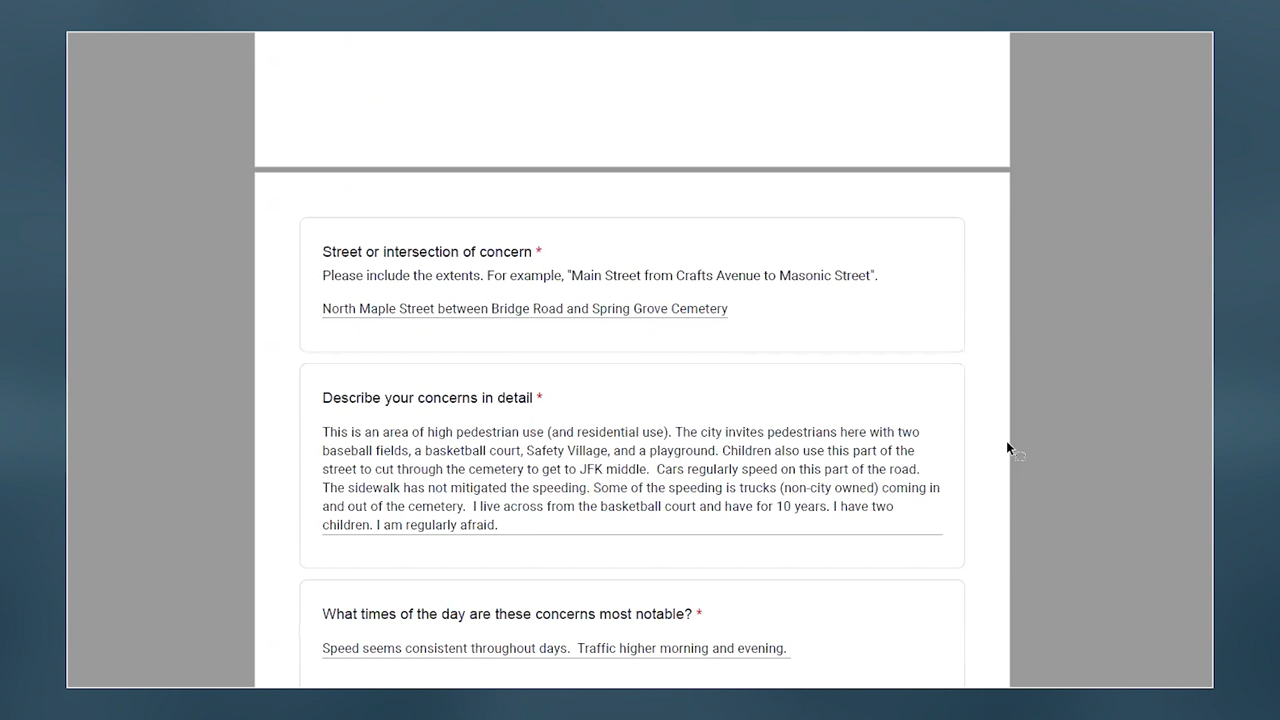 Street or intersection of concern *
Please include the extents. For example, "Main Street from Crafts Avenue to Masonic Street".
North Maple Street between Bridge Road and Spring Grove Cemetery
Describe your concerns in detail *
This is an area of high pedestrian use (and residential use). The city invites pedestrians here with two
baseball fields, a basketball court, Safety Village, and a playground. Children also use this part of the
street to cut through the cemetery to get to JFK middle.  Cars regularly speed on this part of the road.
The sidewalk has not mitigated the speeding. Some of the speeding is trucks (non-city owned) coming in
and out of the cemetery.  I live across from the basketball court and have for 10 years. I have two
children. I am regularly afraid.
What times of the day are these concerns most notable? *
Speed seems consistent throughout days.  Traffic higher morning and evening.